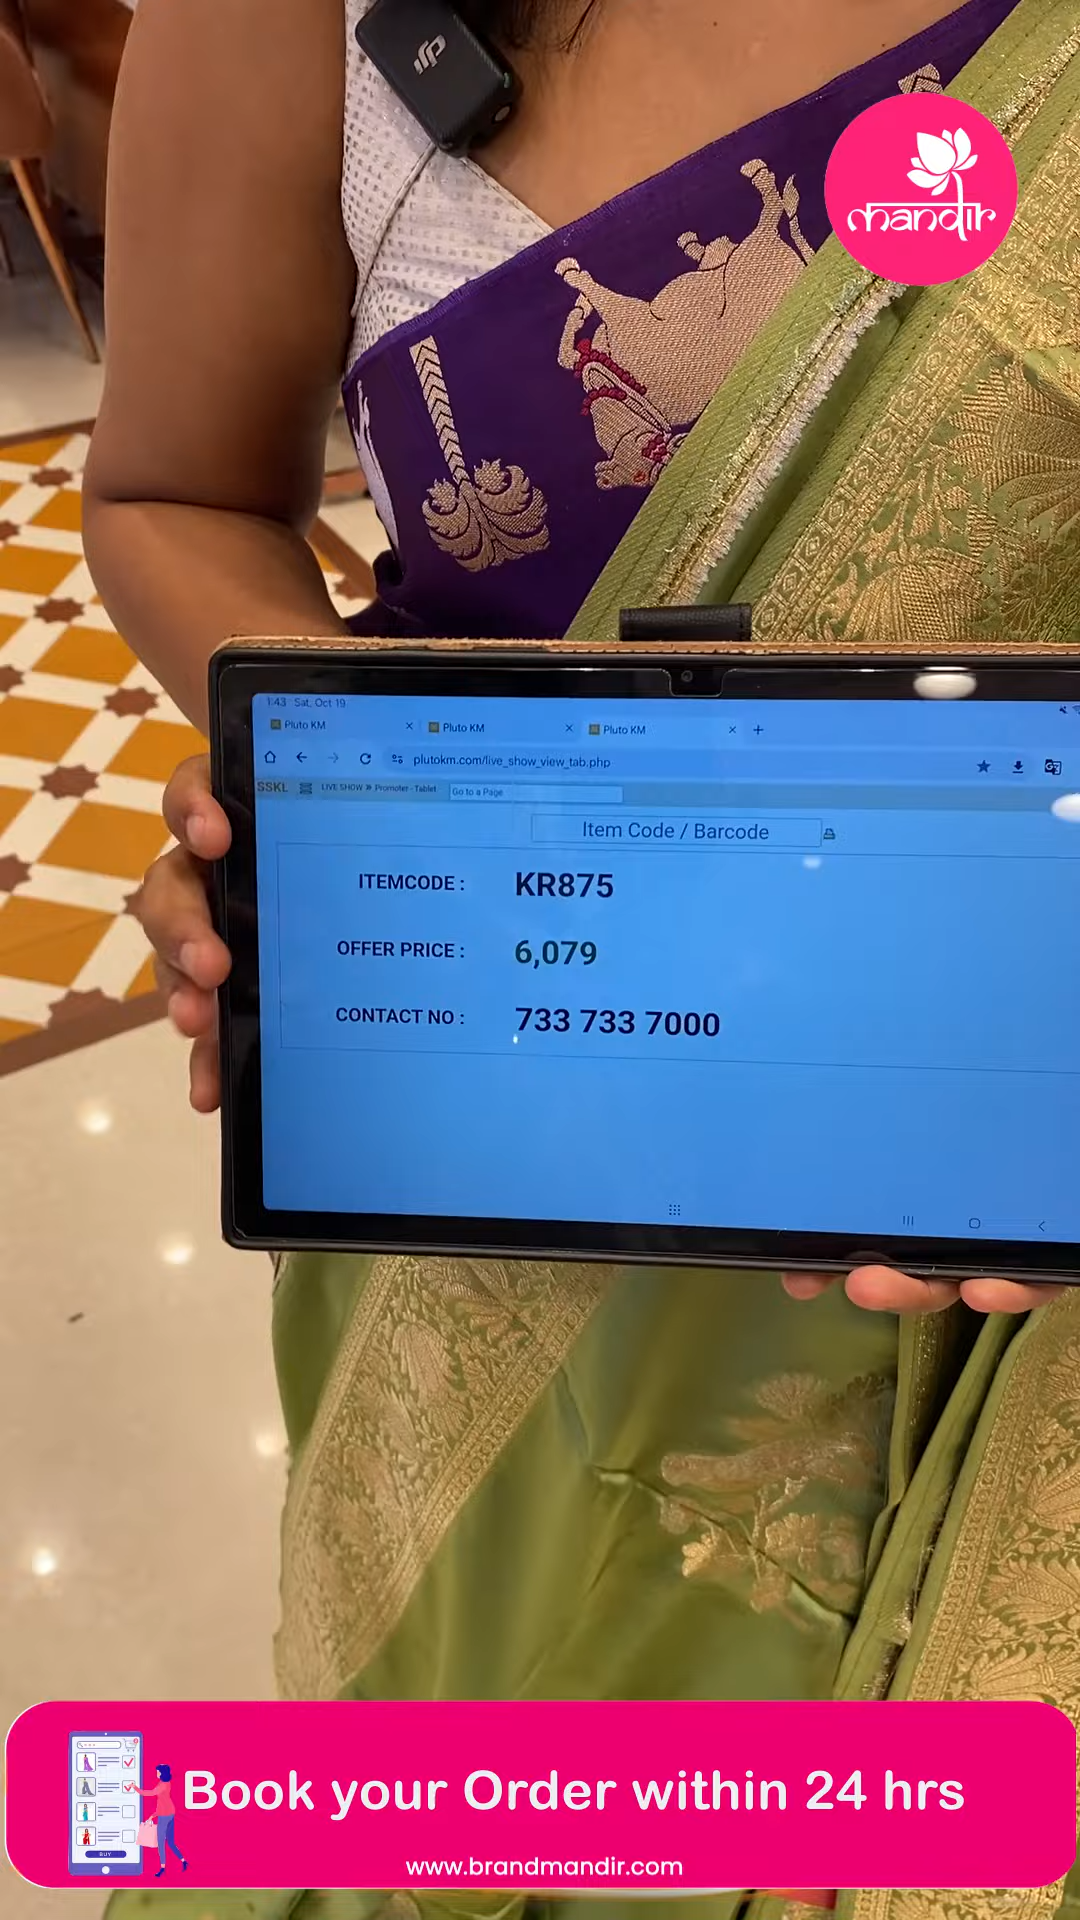 mandir
1:43 Sat, Oct 19
Pluto KM
Pluto KM
Pluto KM
plutokm.com/live_show_view_tab.php
SSKL LIVE SHOW » Promoter - Tablet Go to a Page
Item Code / Barcode
ITEMCODE : KR875
OFFER PRICE : 6,079
CONTACT NO : 733 733 7000
BUY
Book your Order within 24 hrs
www.brandmandir.com